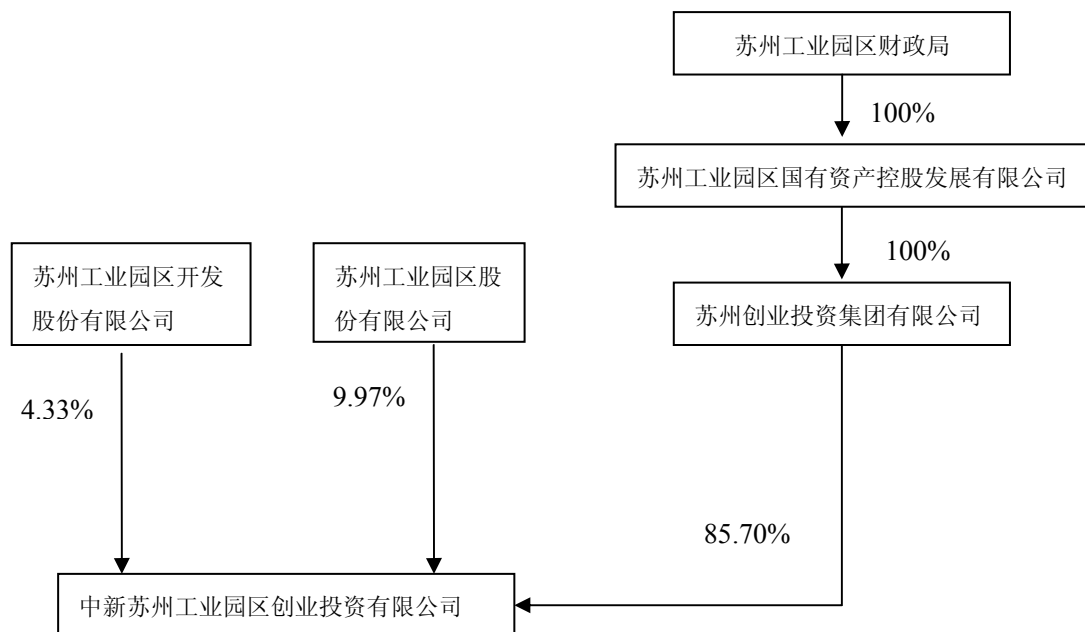 苏州工业园区财政局
100%
苏州工业园区国有资产控股发展有限公司
100%
苏州工业园区开发
股份有限公司
苏州工业园区股
份有限公司
苏州创业投资集团有限公司
4.33%
9.97%
85.70%
中新苏州工业园区创业投资有限公司